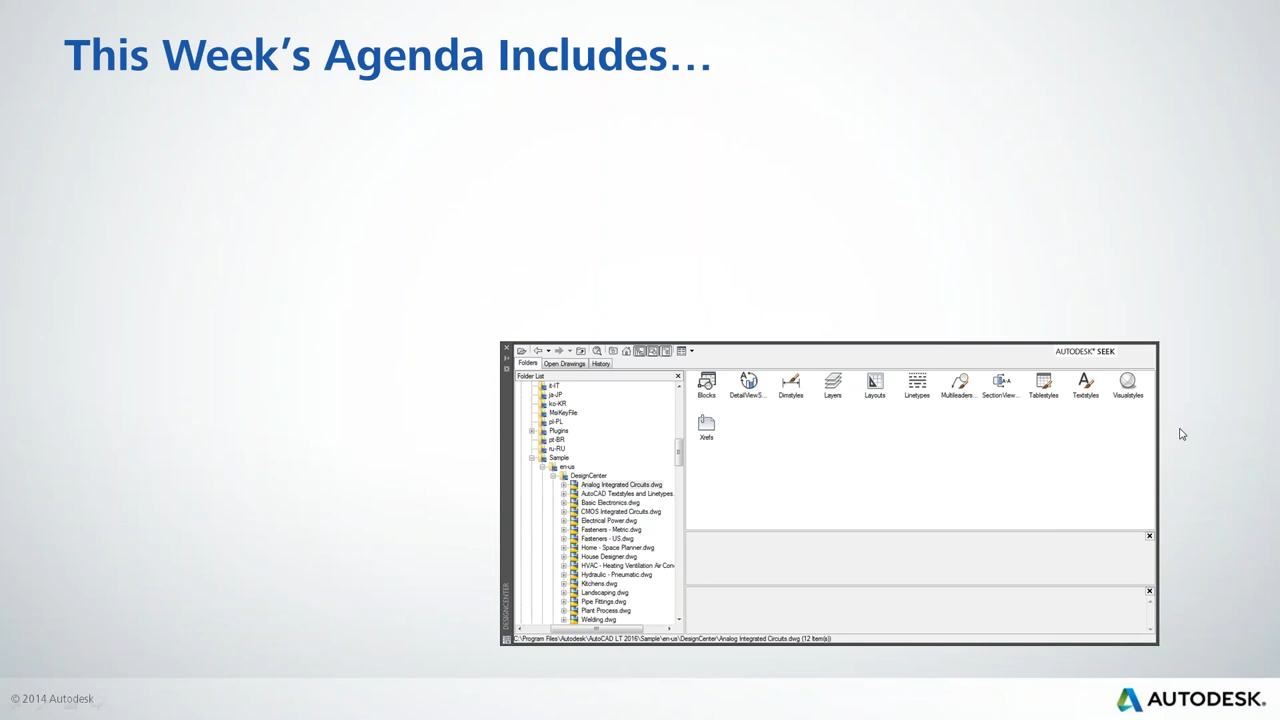 This Week's Agenda Includes…
AUTODESK® SEEK
Folders
Open Drawings
History
Folder List
it-IT
ja-JP
ko-KR
MsiKeyFile
pl-PL
Plugins
pt-BR
ru-RU
Sample
en-us
DesignCenter
Analog Integrated Circuits.dwg
AutoCAD Textstyles and Linetypes.
Basic Electronics.dwg
CMOS Integrated Circuits.dwg
Electrical Power.dwg
Fasteners - Metric.dwg
Fasteners - US.dwg
Home - Space Planner.dwg
House Designer.dwg
HVAC - Heating Ventilation Air Con
Hydraulic - Pneumatic.dwg
Kitchens.dwg
Landscaping.dwg
Pipe Fittings.dwg
Plant Process.dwg
Welding.dwg
Blocks
DetailViewS...
Dimstyles
Layers
Layouts
Linetypes
Multileaders...
SectionView...
Tablestyles
Textstyles
Visualstyles
Xrefs
DESIGNCENTER
C:\Program Files\Autodesk\AutoCAD LT 2016\Sample\en-us\DesignCenter\Analog Integrated Circuits.dwg (12 Item(s))
© 2014 Autodesk
AUTODESK.